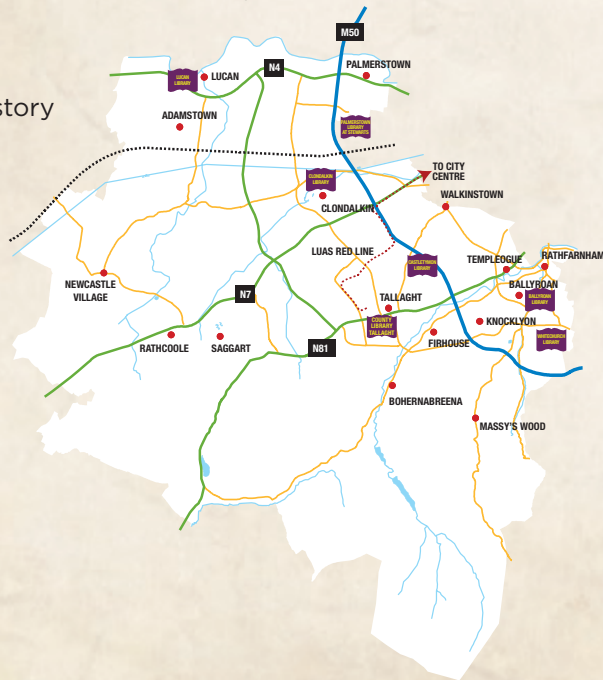 M50
N4
PALMERSTOWN
LUCAN
LIBRARY
LUCAN
story
ADAMSTOWN
PALMERSTOWN
LIBRARY
AT STEWARTS
TO CITY
CENTRE
CLONDALKIN
LIBRARY
CLONDALKIN
WALKINSTOWN
LUAS RED LINE
CASTLETYMON
LIBRARY
TEMPLEOGUE
RATHFARNHAM
NEWCASTLE
VILLAGE
BALLYROAN
N7
TALLAGHT
BALLYROAN
LIBRARY
COUNTY
LIBRARY
TALLAGHT
KNOCKLYON
RATHCOOLE
SAGGART
N81
FIRHOUSE
WHITECHURCH
LIBRARY
BOHERNABREENA
MASSY'S WOOD